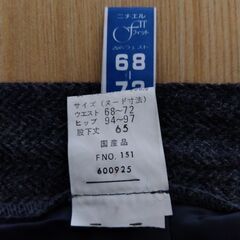 ニチエル
フィット
68
72
サイズ(ヌード寸法)
ウエスト 68~72
ヒップ 94~97
股下丈 65
国産品
F NO. 151
600925